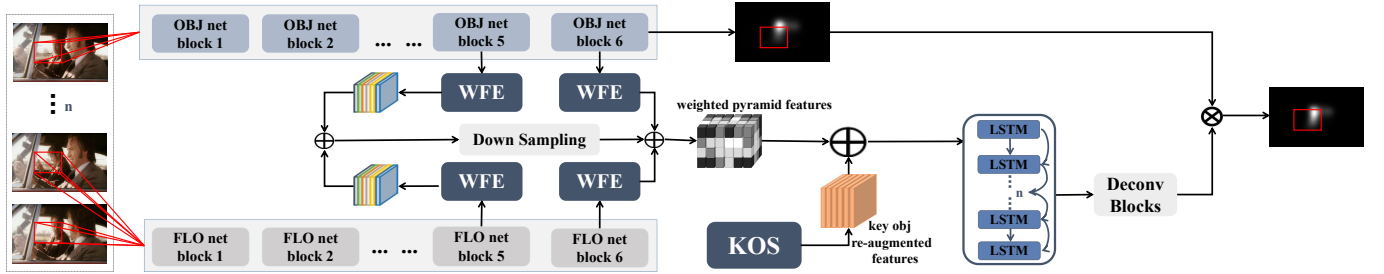 OBJ net
block 1
OBJ net
block 2
... ...
OBJ net
block 5
OBJ net
block 6
n
WFE
WFE
weighted pyramid features
Down Sampling
WFE
WFE
LSTM
LSTM
n
LSTM
LSTM
Deconv
Blocks
KOS
key obj
re-augmented
features
FLO net
block 1
FLO net
block 2
... ...
FLO net
block 5
FLO net
block 6